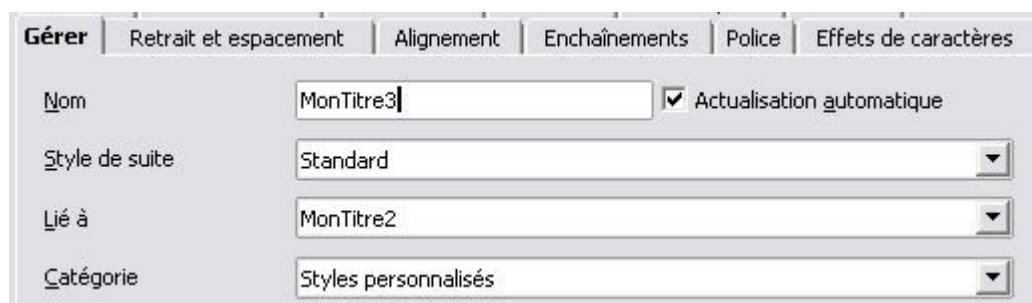 Gérer Retrait et espacement Alignement Enchaînements Police Effets de caractères
Nom MonTitre3 Actualisation automatique
Style de suite Standard
Lié à MonTitre2
Catégorie Styles personnalisés